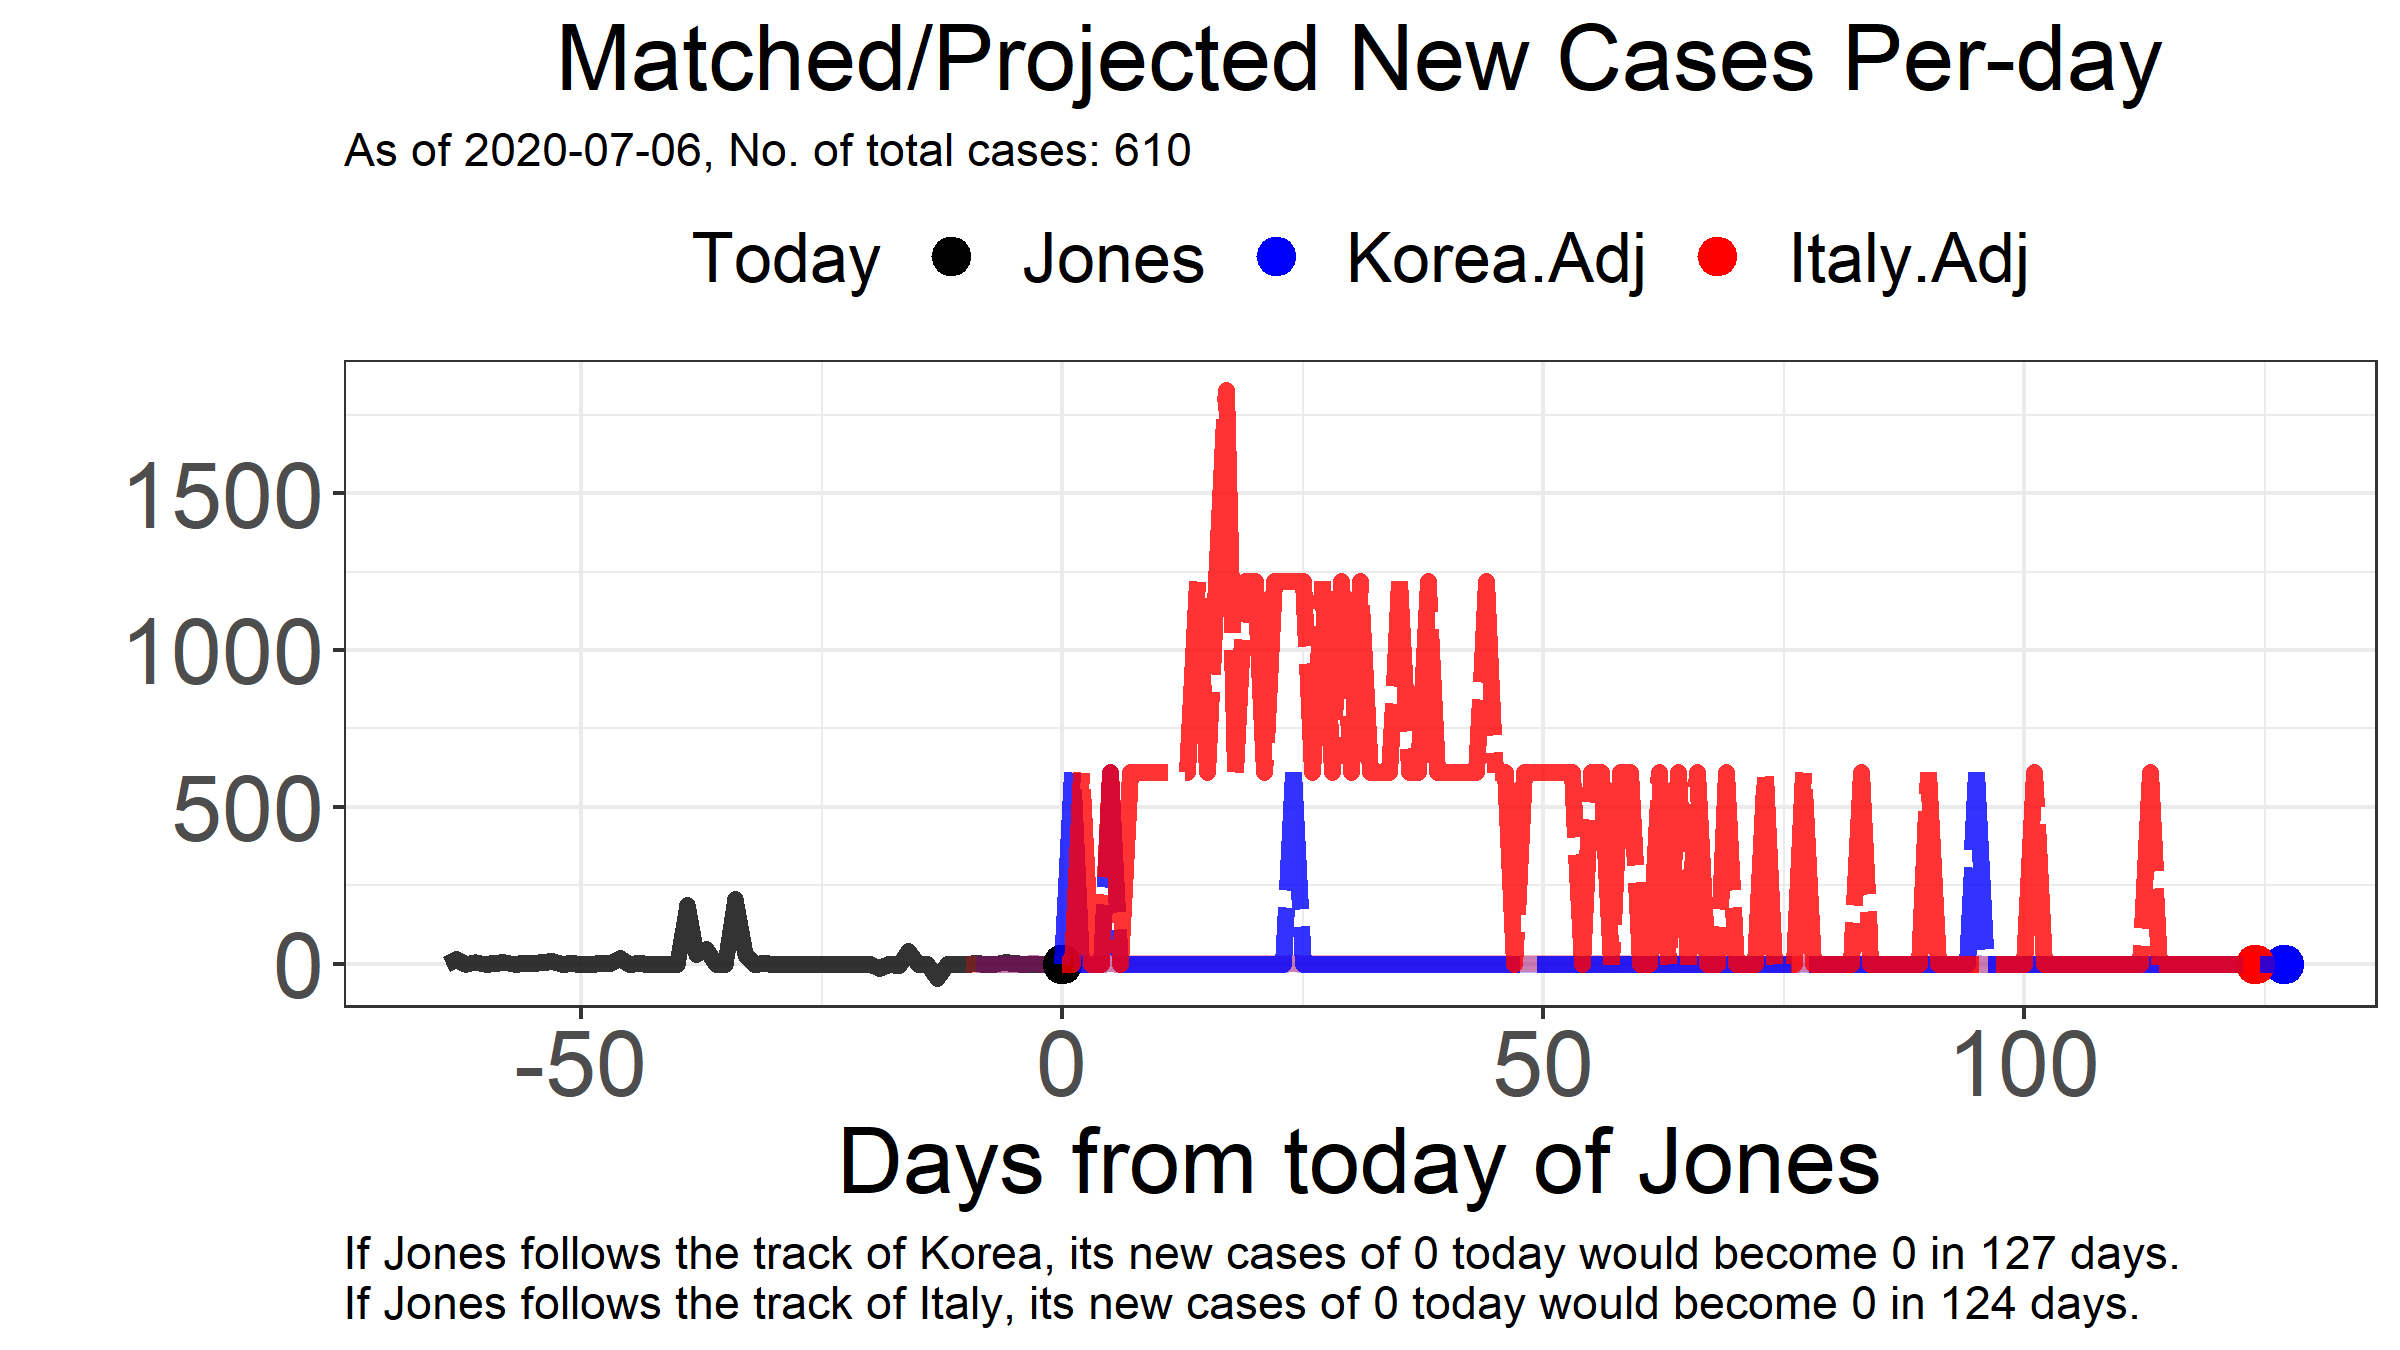 Matched/Projected New Cases Per-day
As of 2020-07-06, No. of total cases: 610
Today Jones Korea.Adj Italy.Adj
1500
1000
500
0
-50 0 50 100
Days from today of Jones
If Jones follows the track of Korea, its new cases of 0 today would become 0 in 127 days.
If Jones follows the track of Italy, its new cases of 0 today would become 0 in 124 days.